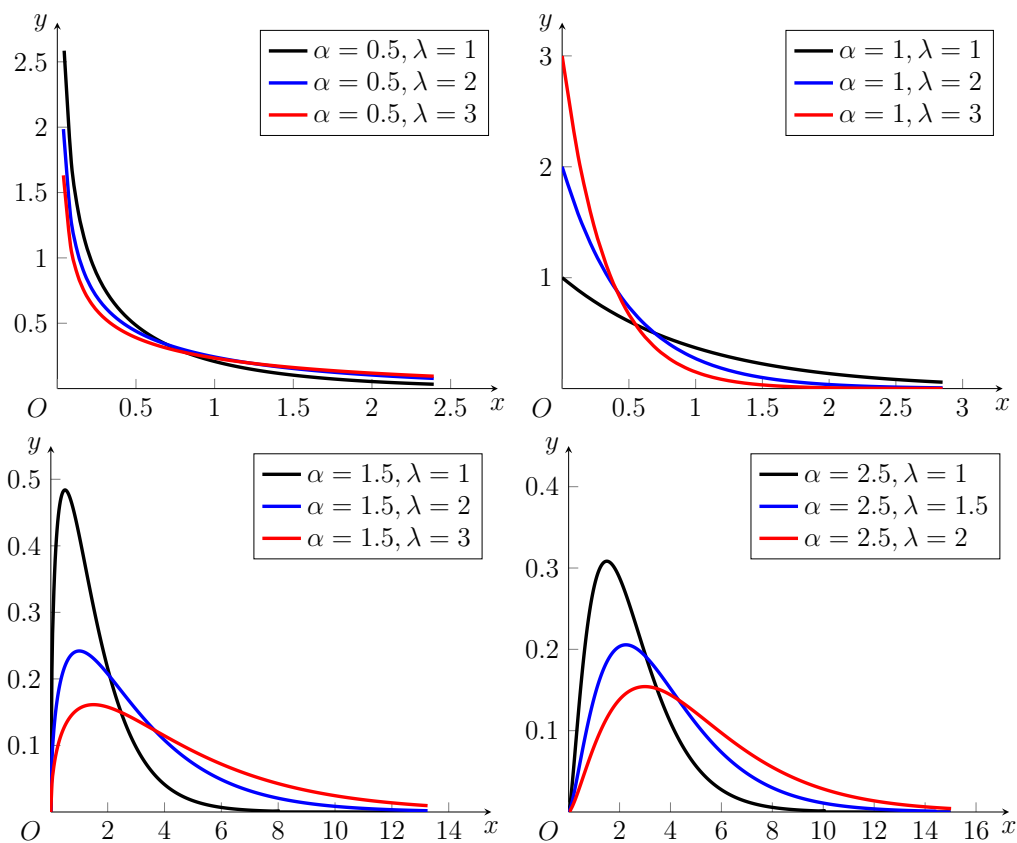 y
α = 0.5, λ = 1
α = 0.5, λ = 2
α = 0.5, λ = 3
2.5
2
1.5
1
0.5
O
0.5 1 1.5 2 2.5 x
y
α = 1, λ = 1
α = 1, λ = 2
α = 1, λ = 3
3
2
1
O
0.5 1 1.5 2 2.5 3 x
y
α = 1.5, λ = 1
α = 1.5, λ = 2
α = 1.5, λ = 3
0.5
0.4
0.3
0.2
0.1
O
2 4 6 8 10 12 14 x
y
α = 2.5, λ = 1
α = 2.5, λ = 1.5
α = 2.5, λ = 2
0.4
0.3
0.2
0.1
O
2 4 6 8 10 12 14 16 x